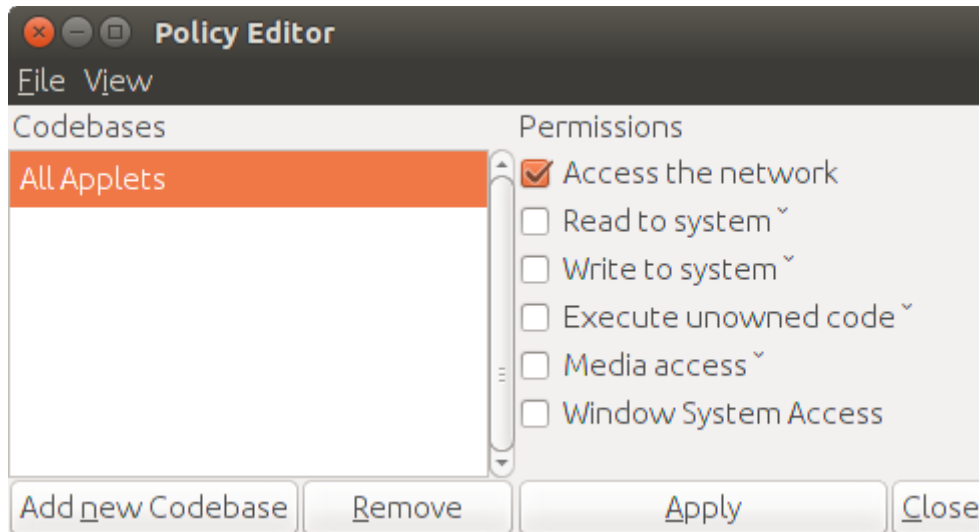 Policy Editor
File View
Codebases
All Applets
Permissions
Access the network
Read to system ˇ
Write to system ˇ
Execute unowned code ˇ
Media access ˇ
Window System Access
Add new Codebase
Remove
Apply
Close